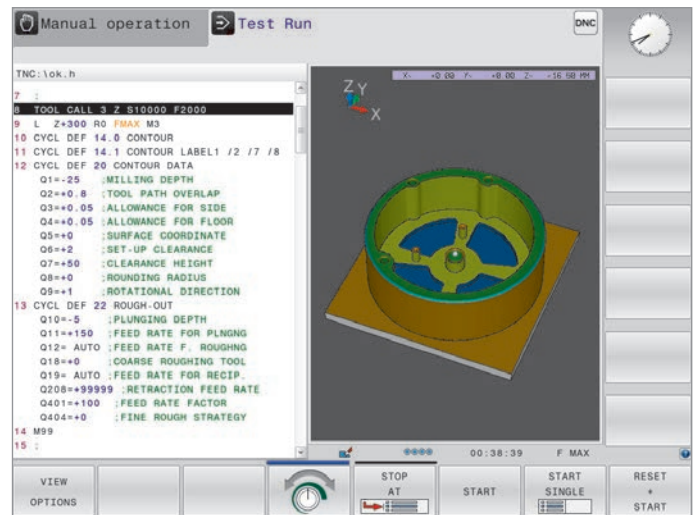 Manual operation
Test Run
DNC
TNC:\ok.h
7 ;
8 TOOL CALL 3 Z S10000 F2000
9 L Z+300 R0 FMAX M3
10 CYCL DEF 14.0 CONTOUR
11 CYCL DEF 14.1 CONTOUR LABEL1 /2 /7 /8
12 CYCL DEF 20 CONTOUR DATA
Q1=-25 ;MILLING DEPTH
Q2=+0.8 ;TOOL PATH OVERLAP
Q3=+0.05 ;ALLOWANCE FOR SIDE
Q4=+0.05 ;ALLOWANCE FOR FLOOR
Q5=+0 ;SURFACE COORDINATE
Q6=+2 ;SET-UP CLEARANCE
Q7=+50 ;CLEARANCE HEIGHT
Q8=+0 ;ROUNDING RADIUS
Q9=+1 ;ROTATIONAL DIRECTION
13 CYCL DEF 22 ROUGH-OUT
Q10=-5 ;PLUNGING DEPTH
Q11=+150 ;FEED RATE FOR PLNGNG
Q12= AUTO ;FEED RATE F. ROUGHNG
Q18=+0 ;COARSE ROUGHING TOOL
Q19= AUTO ;FEED RATE FOR RECIP.
Q208=+99999 ;RETRACTION FEED RATE
Q401=+100 ;FEED RATE FACTOR
Q404=+0 ;FINE ROUGH STRATEGY
14 M99
15 ;
Z Y
X
00:38:39 F MAX
VIEW
OPTIONS
STOP
AT
START
START
SINGLE
RESET
+
START